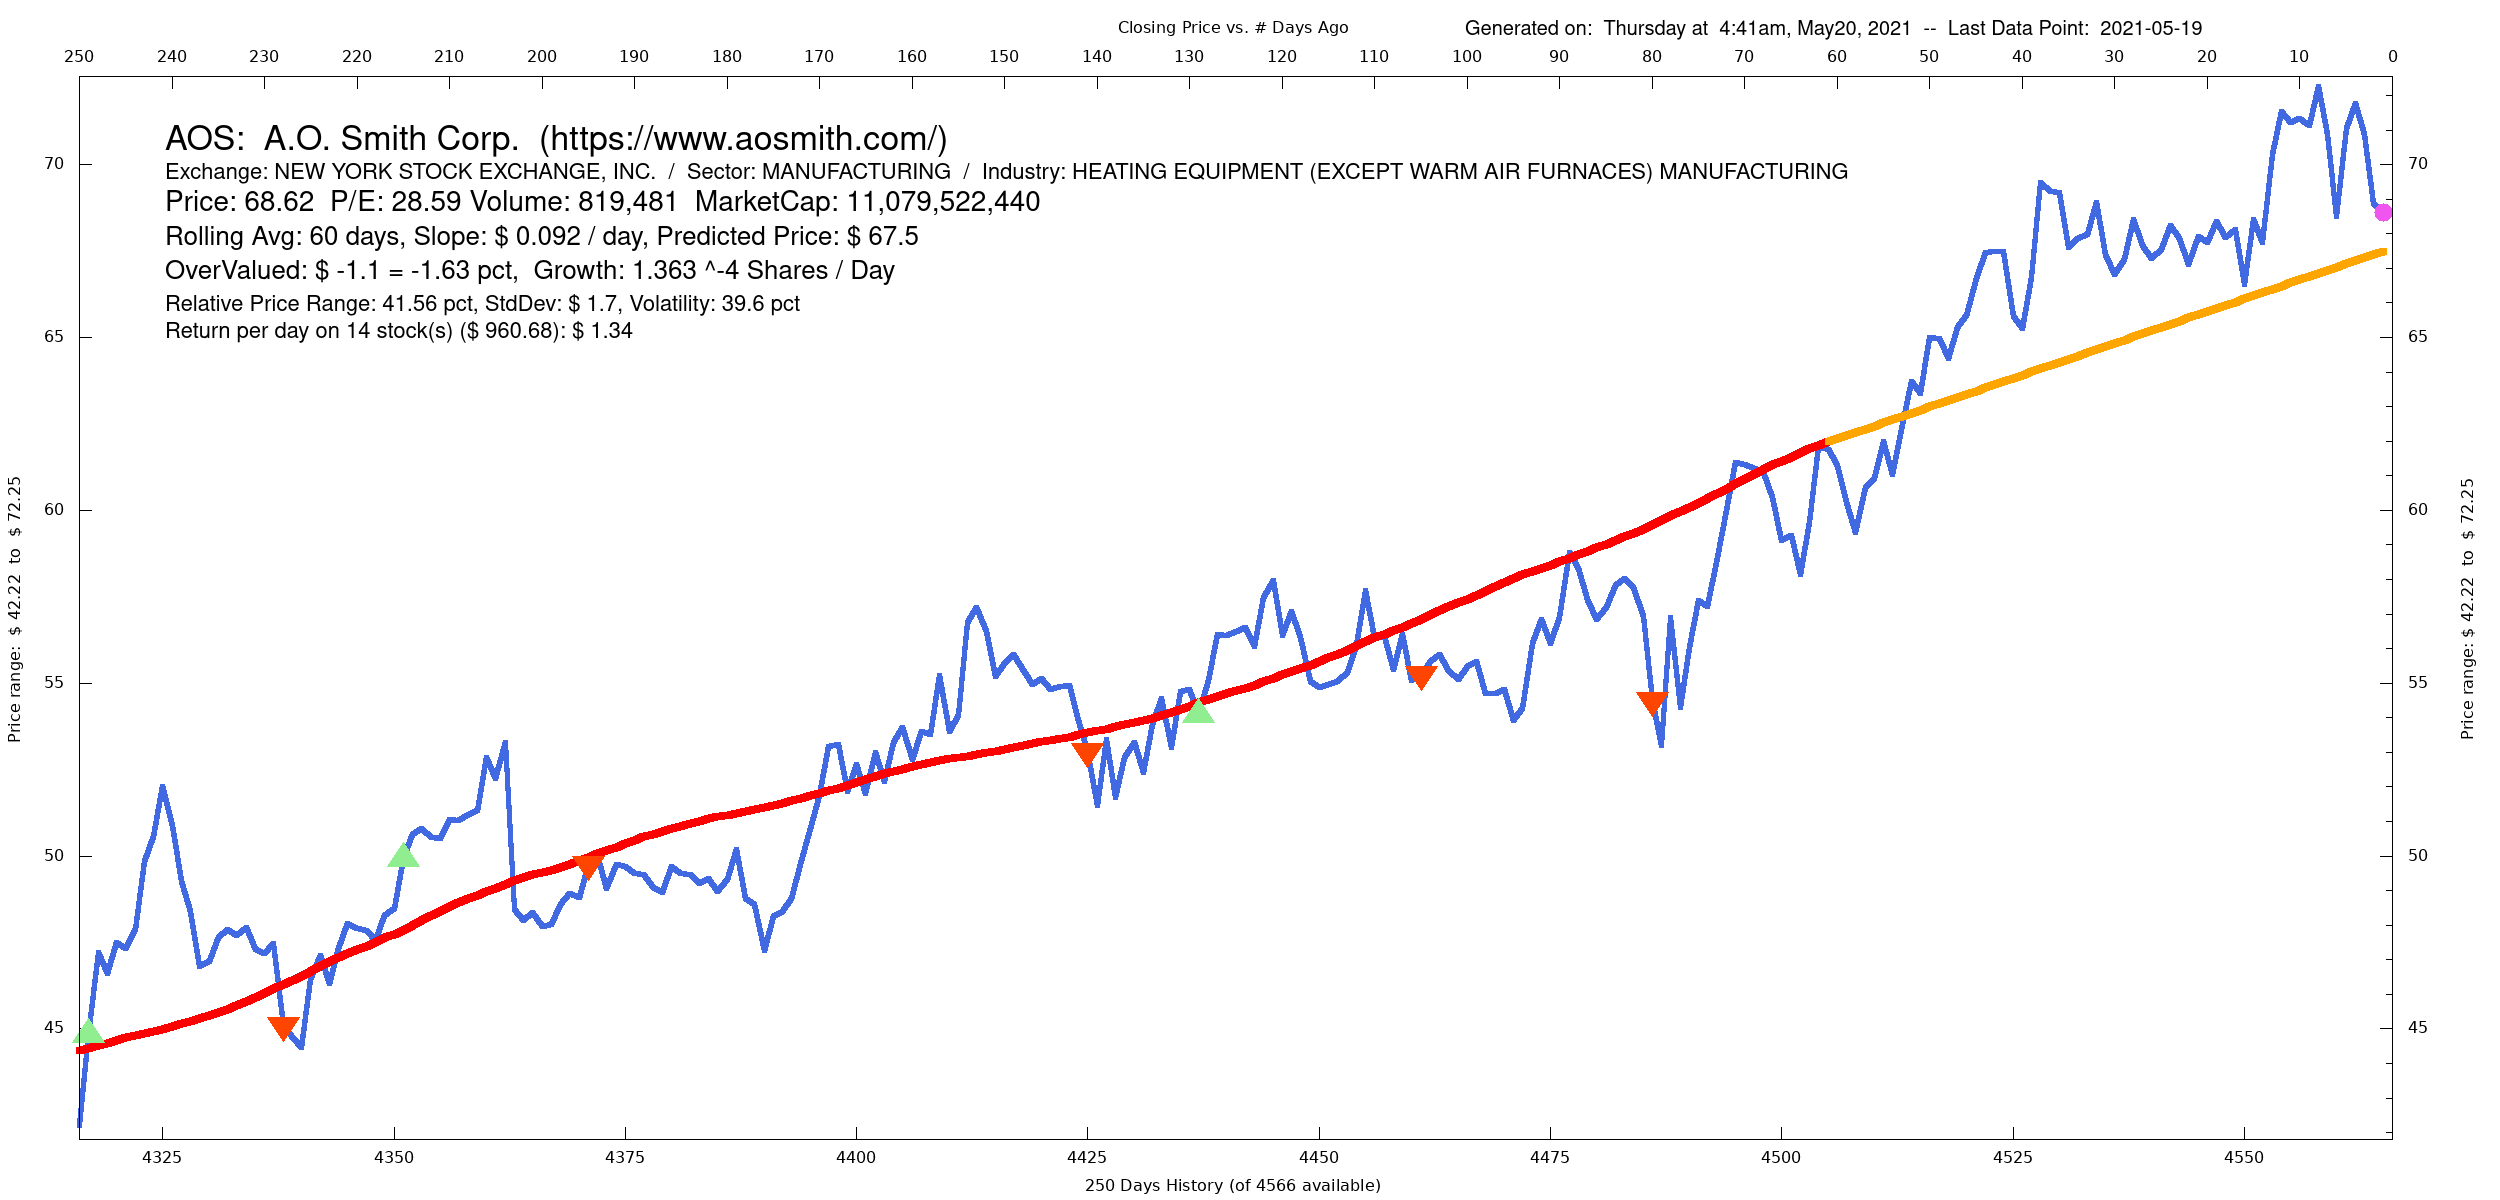 Closing Price vs. # Days Ago
Generated on:  Thursday at  4:41am, May20, 2021  --  Last Data Point:  2021-05-19
250 240 230 220 210 200 190 180 170 160 150 140 130 120 110 100 90 80 70 60 50 40 30 20 10 0
AOS:  A.O. Smith Corp.  (https://www.aosmith.com/)
70 70
Exchange: NEW YORK STOCK EXCHANGE, INC.  /  Sector: MANUFACTURING  /  Industry: HEATING EQUIPMENT (EXCEPT WARM AIR FURNACES) MANUFACTURING
Price: 68.62  P/E: 28.59 Volume: 819,481  MarketCap: 11,079,522,440
Rolling Avg: 60 days, Slope: $ 0.092 / day, Predicted Price: $ 67.5
OverValued: $ -1.1 = -1.63 pct,  Growth: 1.363 ^-4 Shares / Day
Relative Price Range: 41.56 pct, StdDev: $ 1.7, Volatility: 39.6 pct
Return per day on 14 stock(s) ($ 960.68): $ 1.34
65 65
60 60
Price range:  $ 42.22  to  $ 72.25
Price range: $ 42.22  to  $ 72.25
55 55
50 50
45 45
4325 4350 4375 4400 4425 4450 4475 4500 4525 4550
250 Days History (of 4566 available)